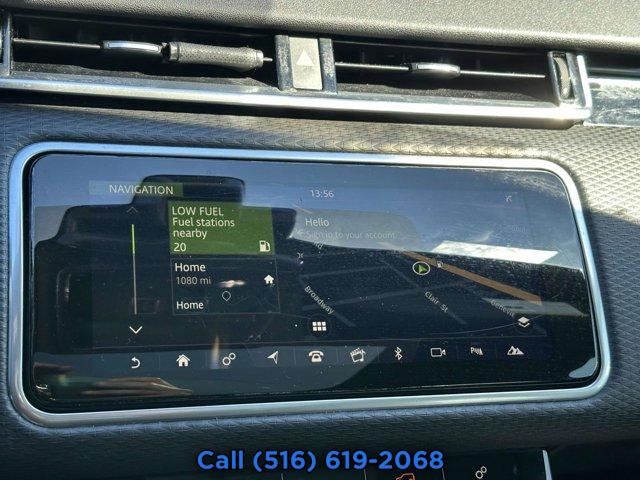 NAVIGATION
13:56
LOW FUEL
Fuel stations
nearby
20
Hello
Sign in to your account
Home
1080 mi
Home
Broadway
Clair St
Call (516) 619-2068